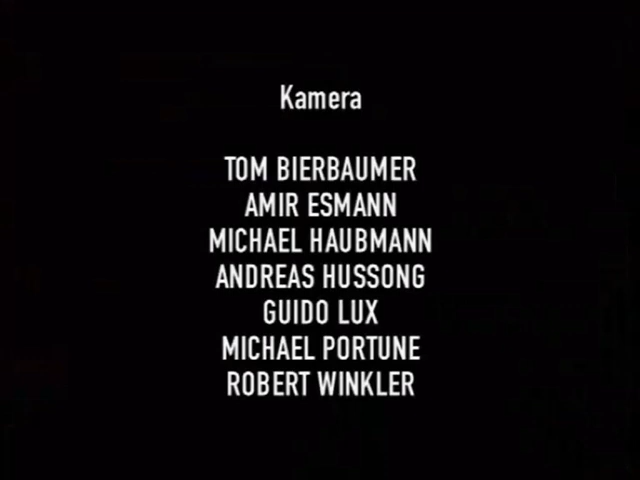 Kamera
TOM BIERBAUMER
AMIR ESMANN
MICHAEL HAUBMANN
ANDREAS HUSSONG
GUIDO LUX
MICHAEL PORTUNE
ROBERT WINKLER